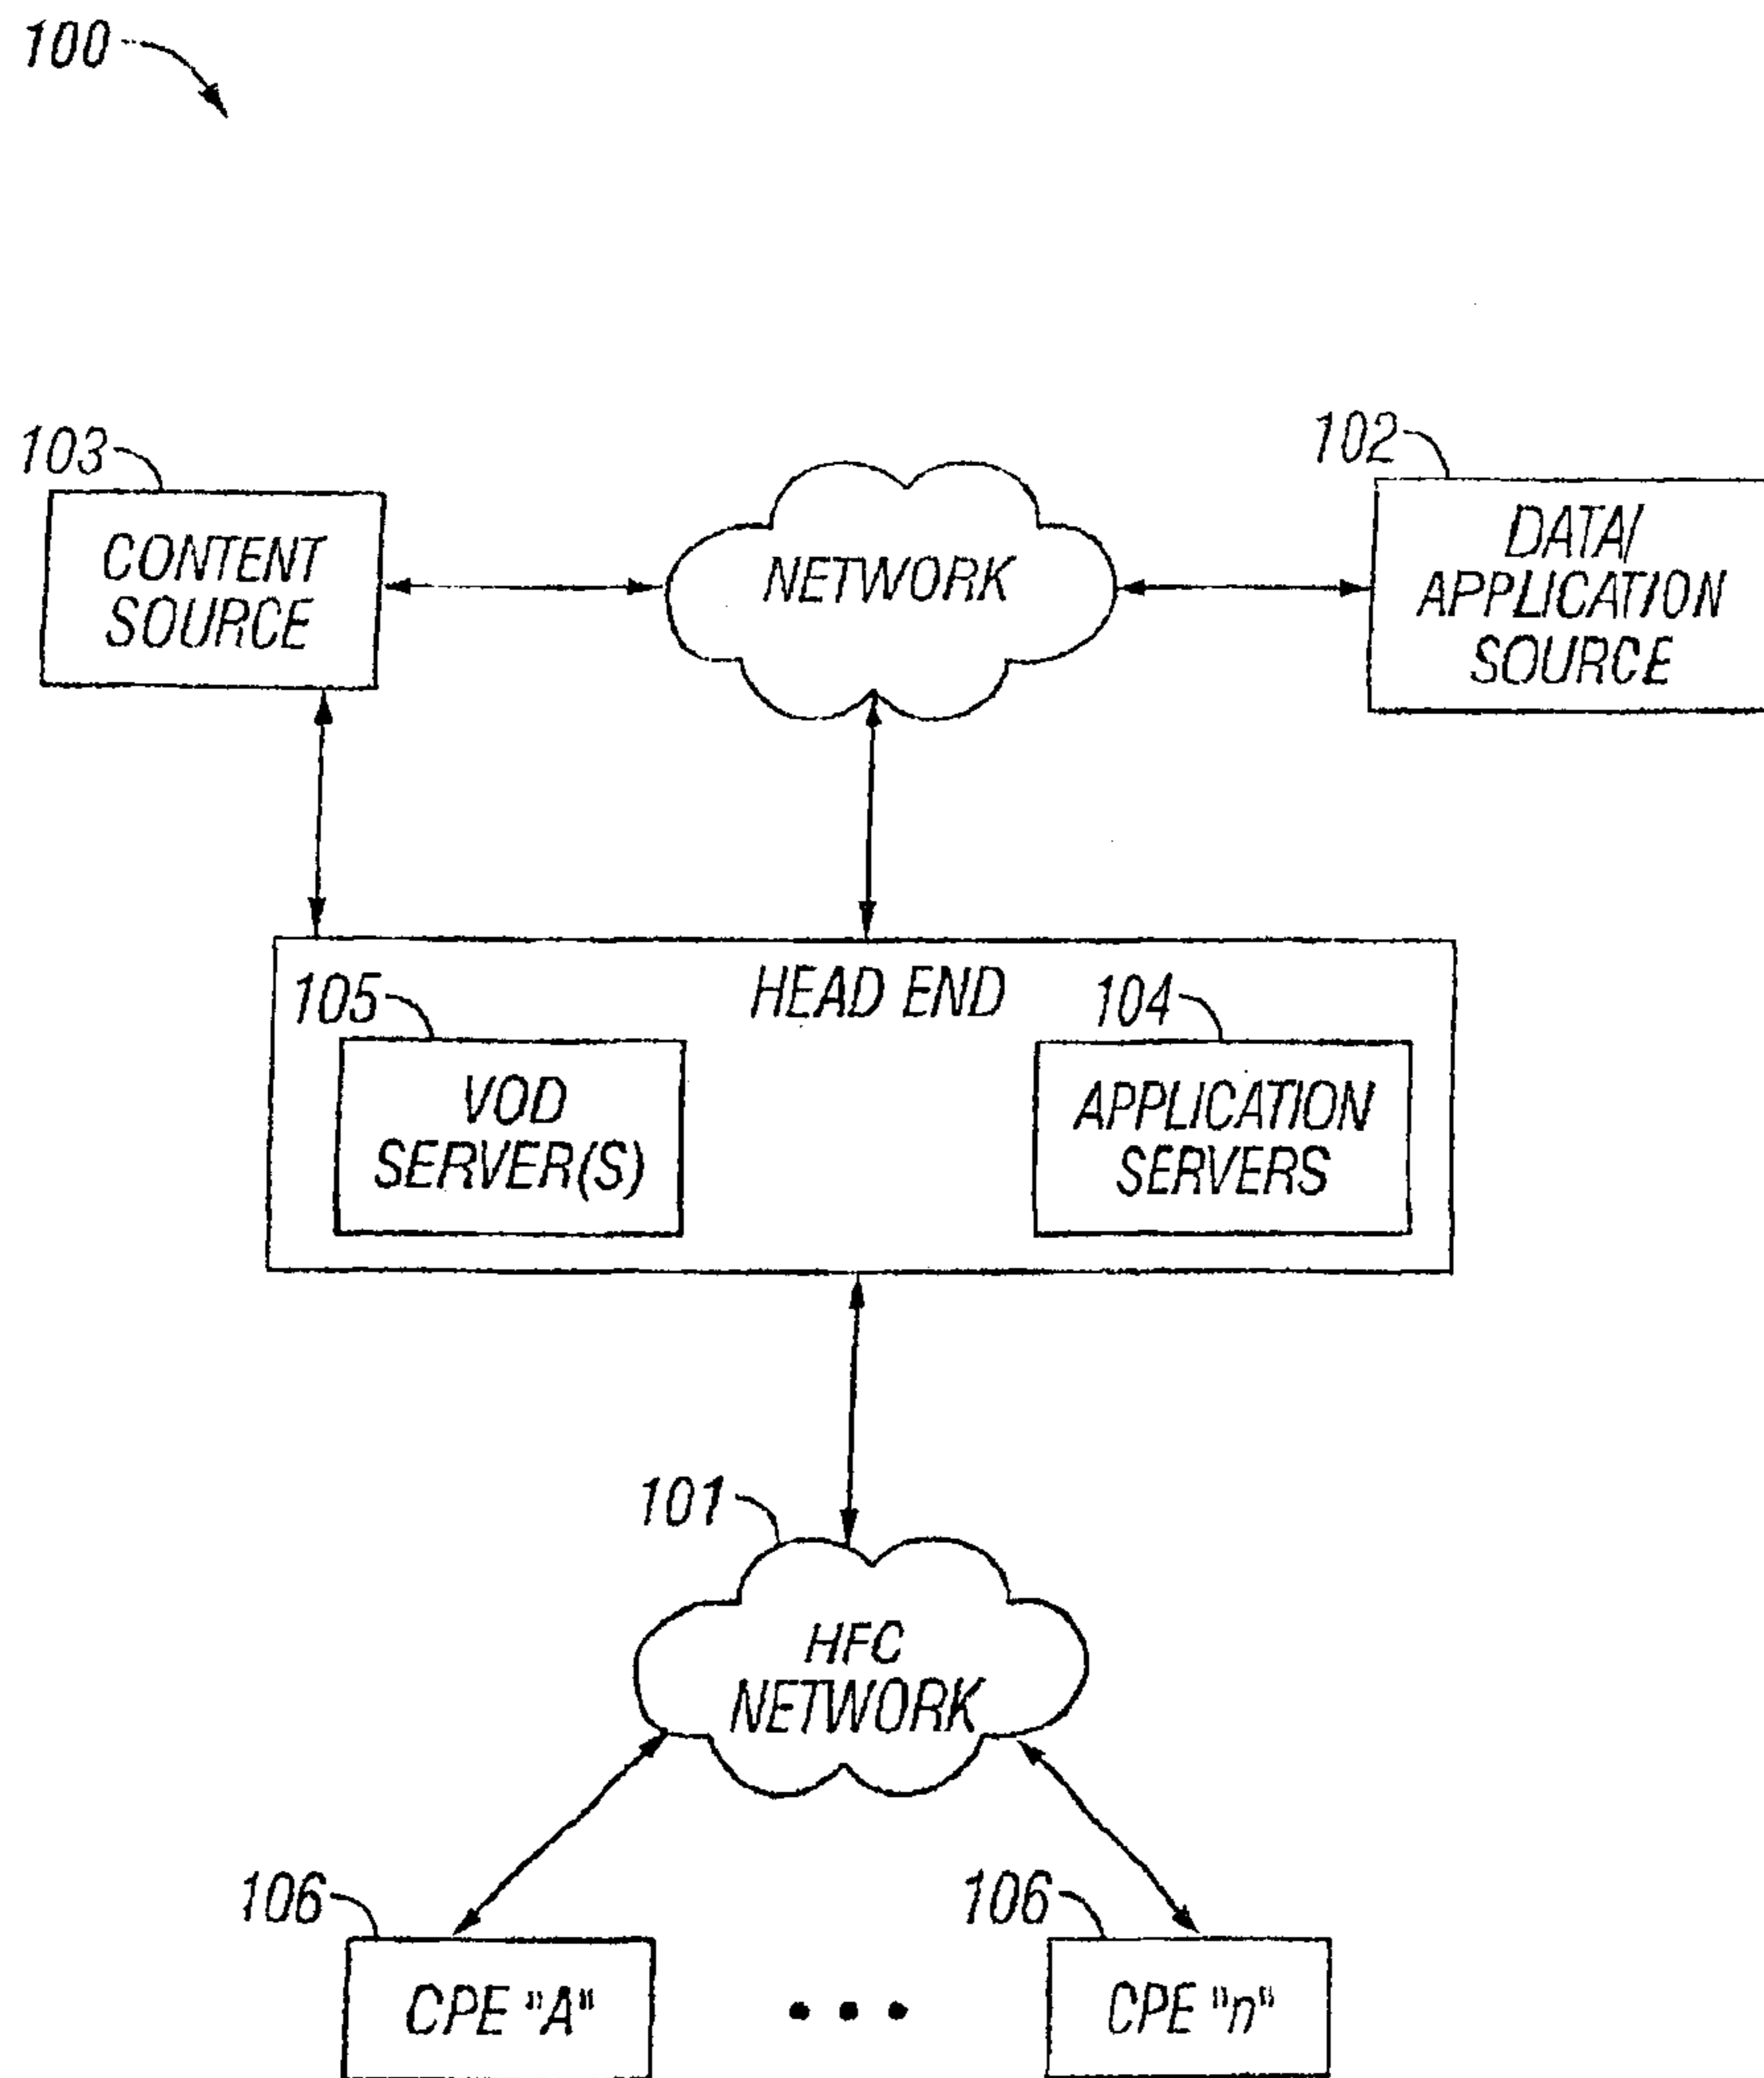 100
103
102
CONTENT
SOURCE
NETWORK
DATA/
APPLICATION
SOURCE
HEAD END
105
104
VOD
SERVER(S)
APPLICATION
SERVERS
101
HFC
NETWORK
106
106
CPE "A"
CPE "n"